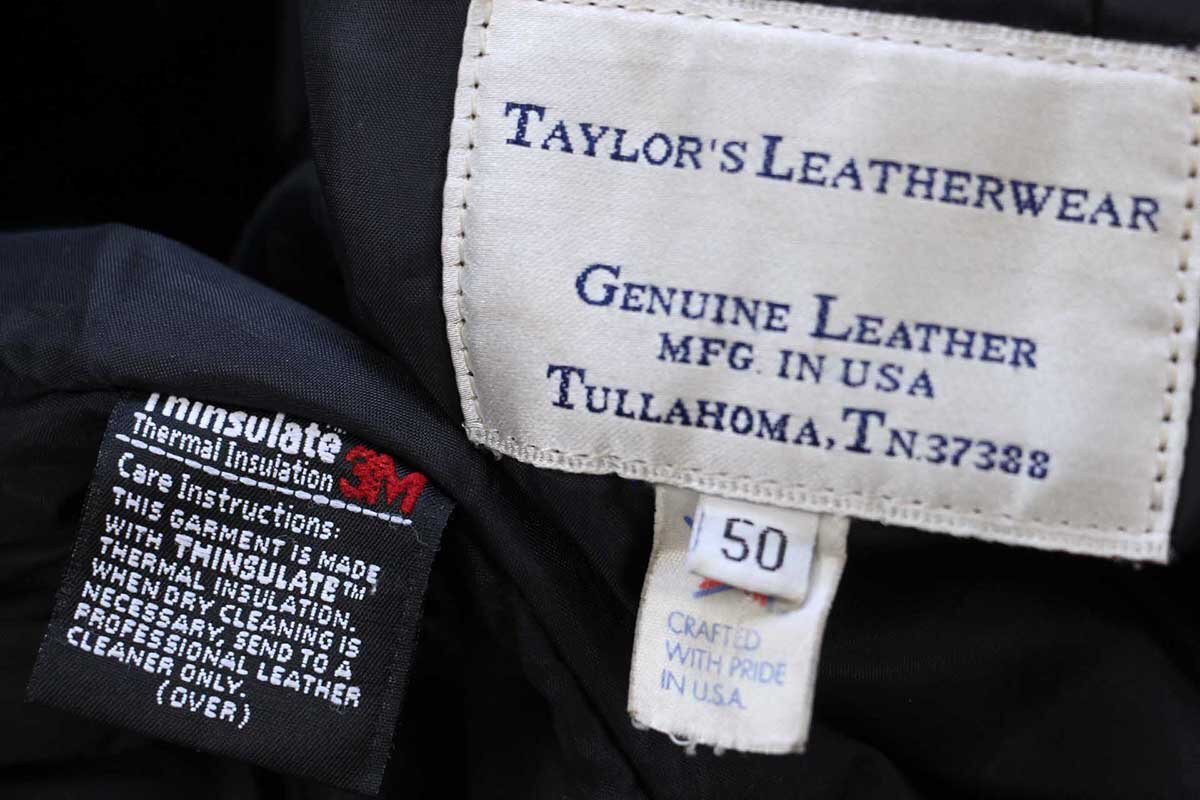 TAYLOR'S LEATHERWEAR
GENUINE LEATHER
MFG. IN USA
TULLAHOMA, TN.37388
50
CRAFTED
WITH PRIDE
IN U.S.A.
Thinsulate™
Thermal Insulation 3M
Care Instructions:
THIS GARMENT IS MADE
WITH THINSULATE™
THERMAL INSULATION.
WHEN DRY CLEANING IS
NECESSARY, SEND TO A
PROFESSIONAL LEATHER
CLEANER ONLY.
(OVER)